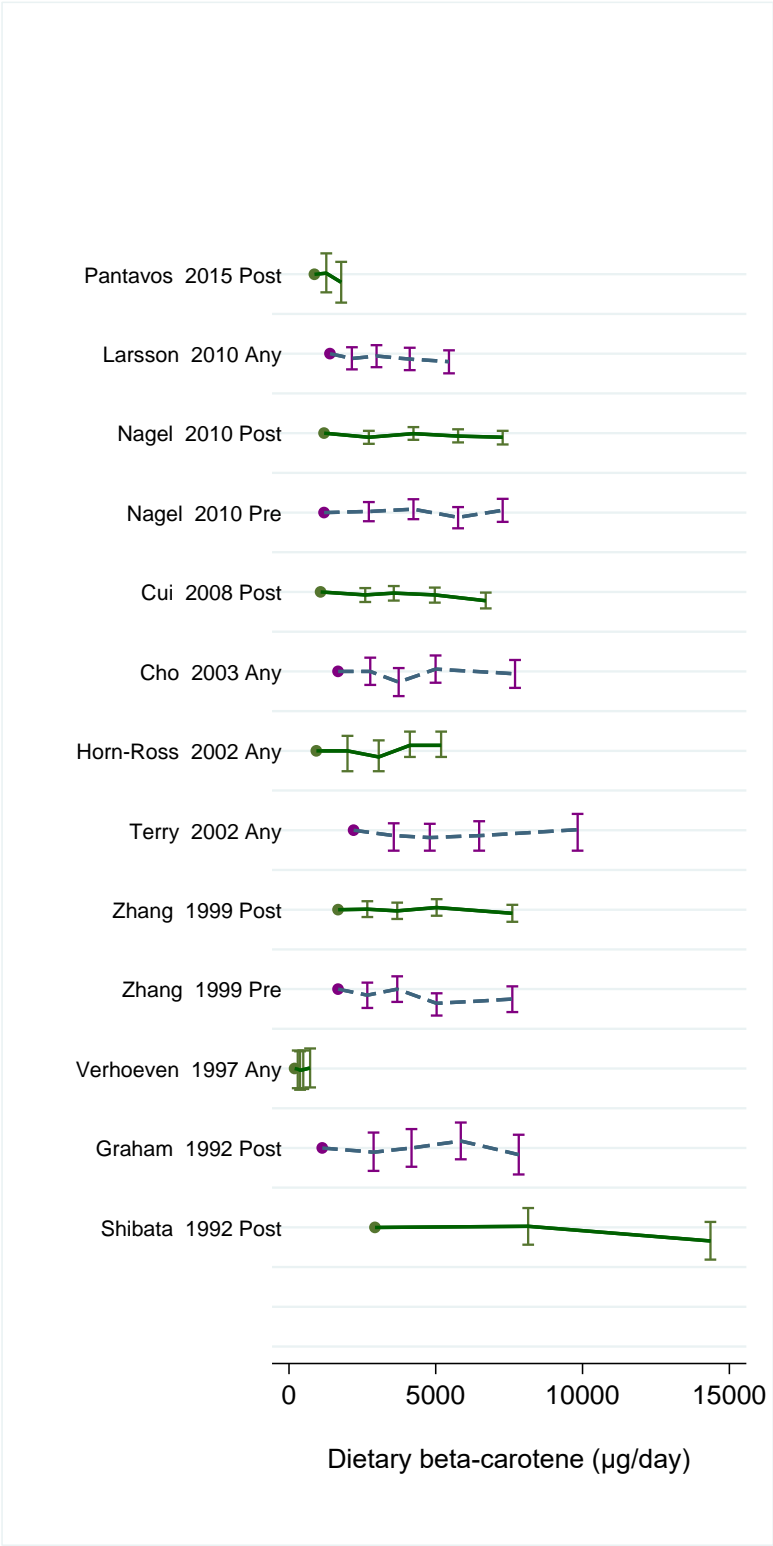 Pantavos 2015 Post
Larsson 2010 Any
Nagel 2010 Post
Nagel 2010 Pre
Cui 2008 Post
Cho 2003 Any
Horn-Ross 2002 Any
Terry 2002 Any
Zhang 1999 Post
Zhang 1999 Pre
Verhoeven 1997 Any
Graham 1992 Post
Shibata 1992 Post
0 5000 10000 15000
Dietary beta-carotene (µg/day)